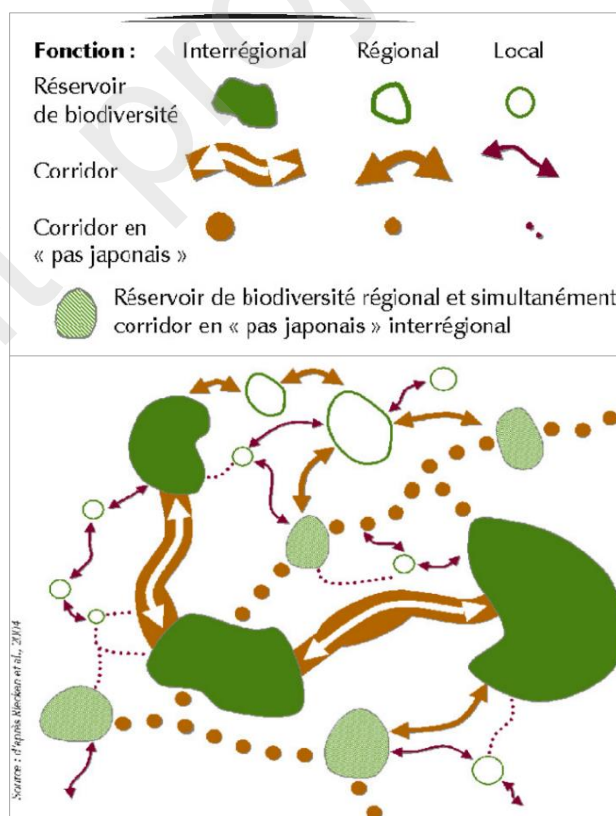 Fonction : Interrégional Régional Local
Réservoir
de biodiversité
Corridor
Corridor en
« pas japonais »
Réservoir de biodiversité régional et simultanément
corridor en « pas japonais » interrégional
Source : d'après
et al., 2004